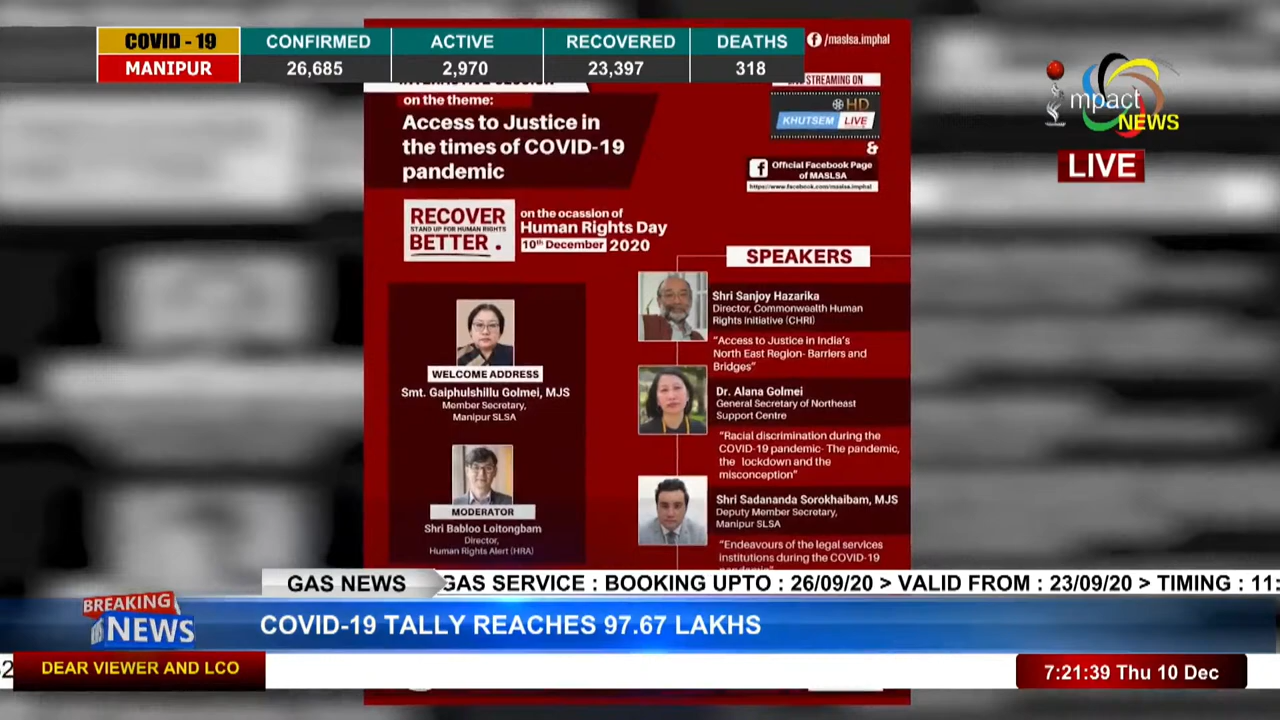 COVID - 19
MANIPUR
CONFIRMED
26,685
ACTIVE
2,970
RECOVERED
23,397
DEATHS
318
/maslsa.imphal
STREAMING ON
HD
KHUTSEM LIVE
&
Official Facebook Page
of MASLSA
https://www.facebook.com/maslsa.imphal
mpact
NEWS
LIVE
on the theme:
Access to Justice in
the times of COVID-19
pandemic
RECOVER
STAND UP FOR HUMAN RIGHTS
BETTER.
on the ocassion of
Human Rights Day
10th December 2020
SPEAKERS
Shri Sanjoy Hazarika
Director, Commonwealth Human
Rights Initiative (CHRI)
"Access to Justice in India's
North East Region- Barriers and
Bridges"
Dr. Alana Golmei
General Secretary of Northeast
Support Centre
"Racial discrimination during the
COVID-19 pandemic- The pandemic,
the lockdown and the
misconception"
Shri Sadananda Sorokhaibam, MJS
Deputy Member Secretary,
Manipur SLSA
"Endeavours of the legal services
institutions during the COVID-19
WELCOME ADDRESS
Smt. Gaiphulshillu Golmei, MJS
Member Secretary,
Manipur SLSA
MODERATOR
Shri Babloo Loitongbam
Director,
Human Rights Alert (HRA)
GAS NEWS
GAS SERVICE : BOOKING UPTO : 26/09/20 > VALID FROM : 23/09/20 > TIMING : 11:
BREAKING
NEWS
COVID-19 TALLY REACHES 97.67 LAKHS
DEAR VIEWER AND LCO
7:21:39 Thu 10 Dec